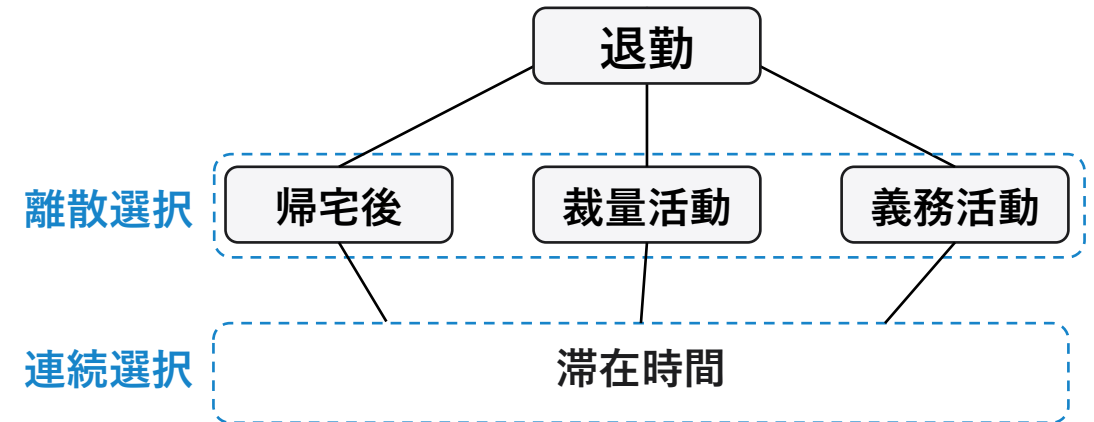 退勤
離散選択
帰宅後
裁量活動
義務活動
連続選択
滞在時間